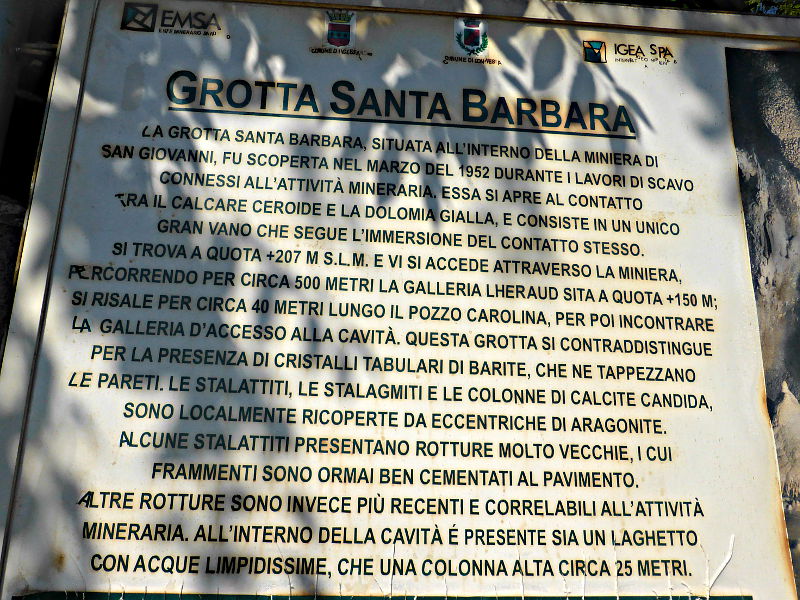 EMSA
IGEA SPA
GROTTA SANTA BARBARA
LA GROTTA SANTA BARBARA, SITUATA ALL'INTERNO DELLA MINIERA DI
SAN GIOVANNI, FU SCOPERTA NEL MARZO DEL 1952 DURANTE I LAVORI DI SCAVO
CONNESSI ALL'ATTIVITÀ MINERARIA. ESSA SI APRE AL CONTATTO
TRA IL CALCARE CEROIDE E LA DOLOMIA GIALLA, E CONSISTE IN UN UNICO
GRAN VANO CHE SEGUE L'IMMERSIONE DEL CONTATTO STESSO.
SI TROVA A QUOTA +207 M S.L.M. E VI SI ACCEDE ATTRAVERSO LA MINIERA,
PERCORRENDO PER CIRCA 500 METRI LA GALLERIA LHERAUD SITA A QUOTA +150 M;
SI RISALE PER CIRCA 40 METRI LUNGO IL POZZO CAROLINA, PER POI INCONTRARE
LA GALLERIA D'ACCESSO ALLA CAVITÀ. QUESTA GROTTA SI CONTRADDISTINGUE
PER LA PRESENZA DI CRISTALLI TABULARI DI BARITE, CHE NE TAPPEZZANO
LE PARETI. LE STALATTITI, LE STALAGMITI E LE COLONNE DI CALCITE CANDIDA,
SONO LOCALMENTE RICOPERTE DA ECCENTRICHE DI ARAGONITE.
ALCUNE STALATTITI PRESENTANO ROTTURE MOLTO VECCHIE, I CUI
FRAMMENTI SONO ORMAI BEN CEMENTATI AL PAVIMENTO.
ALTRE ROTTURE SONO INVECE PIÙ RECENTI E CORRELABILI ALL'ATTIVITÀ
MINERARIA. ALL'INTERNO DELLA CAVITÀ É PRESENTE SIA UN LAGHETTO
CON ACQUE LIMPIDISSIME, CHE UNA COLONNA ALTA CIRCA 25 METRI.